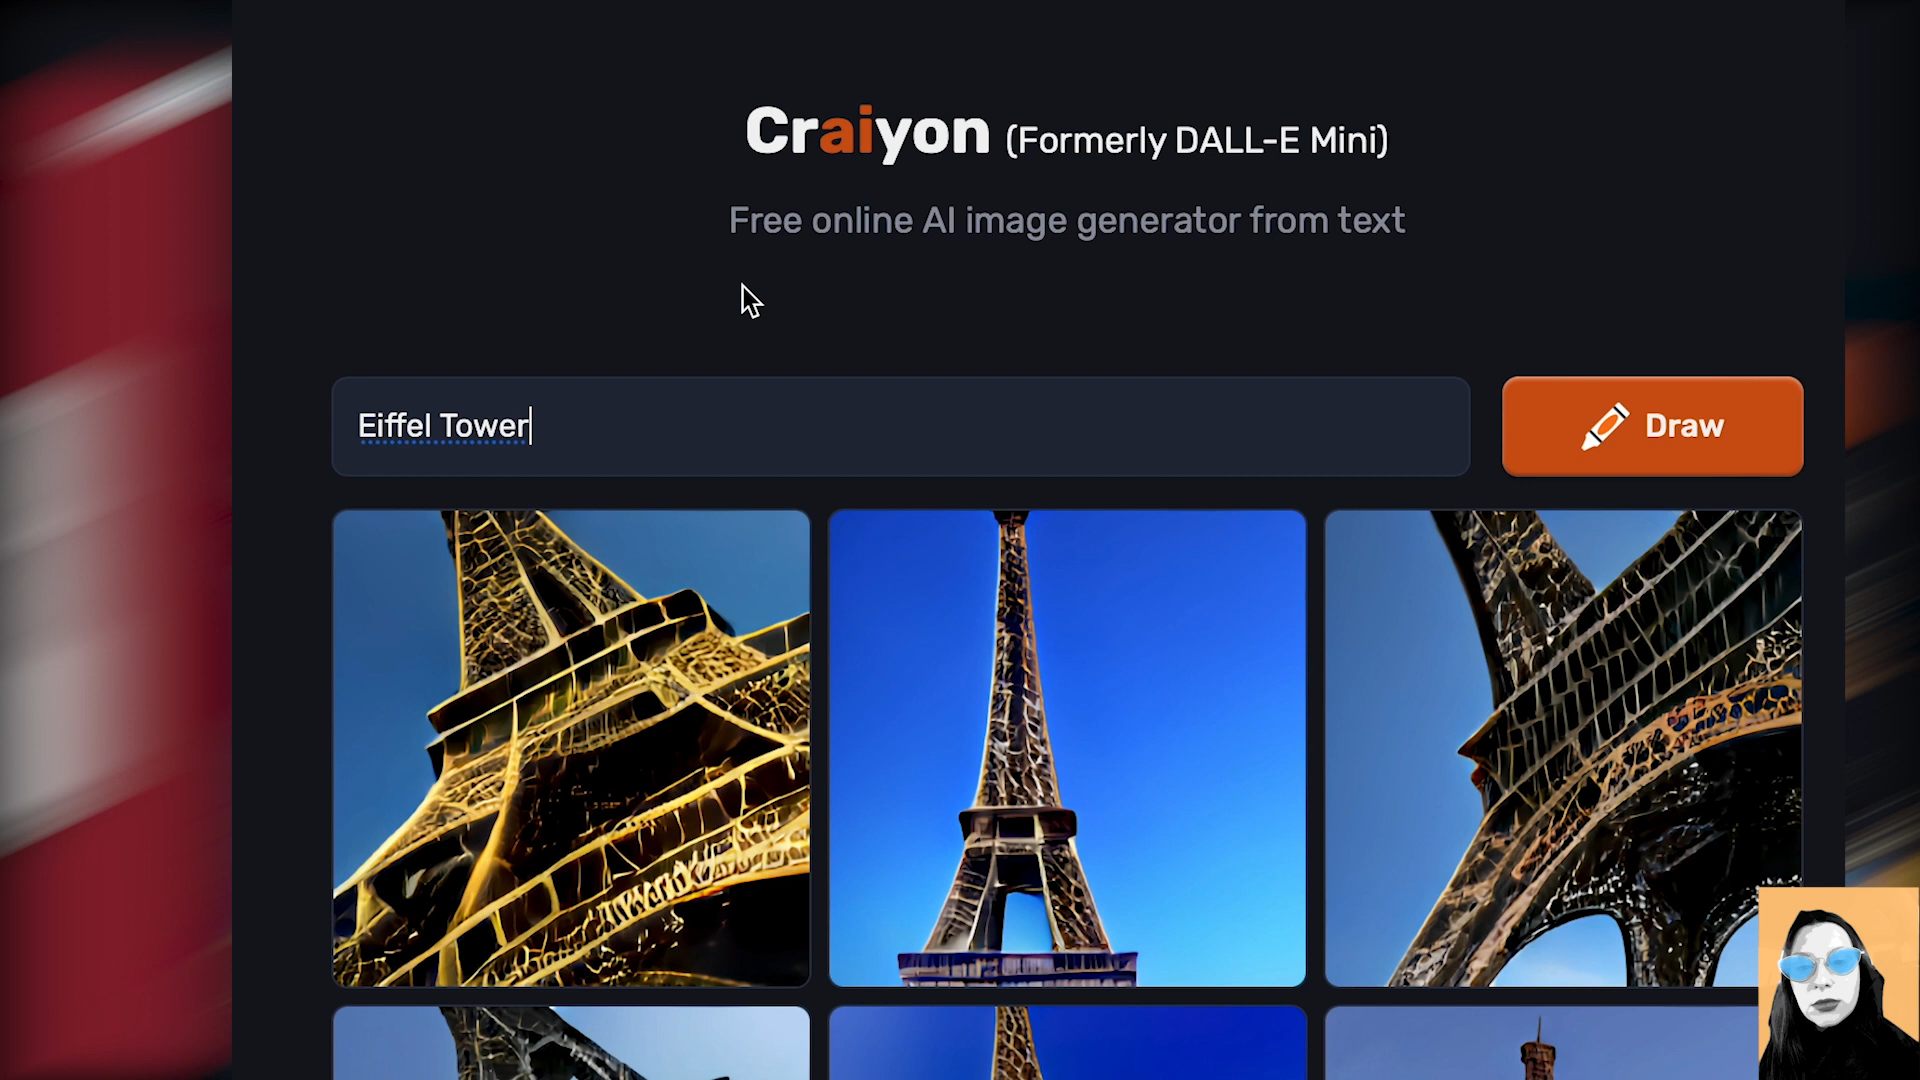 Craiyon (Formerly DALL-E Mini)
Free online AI image generator from text
Eiffel Tower
Draw